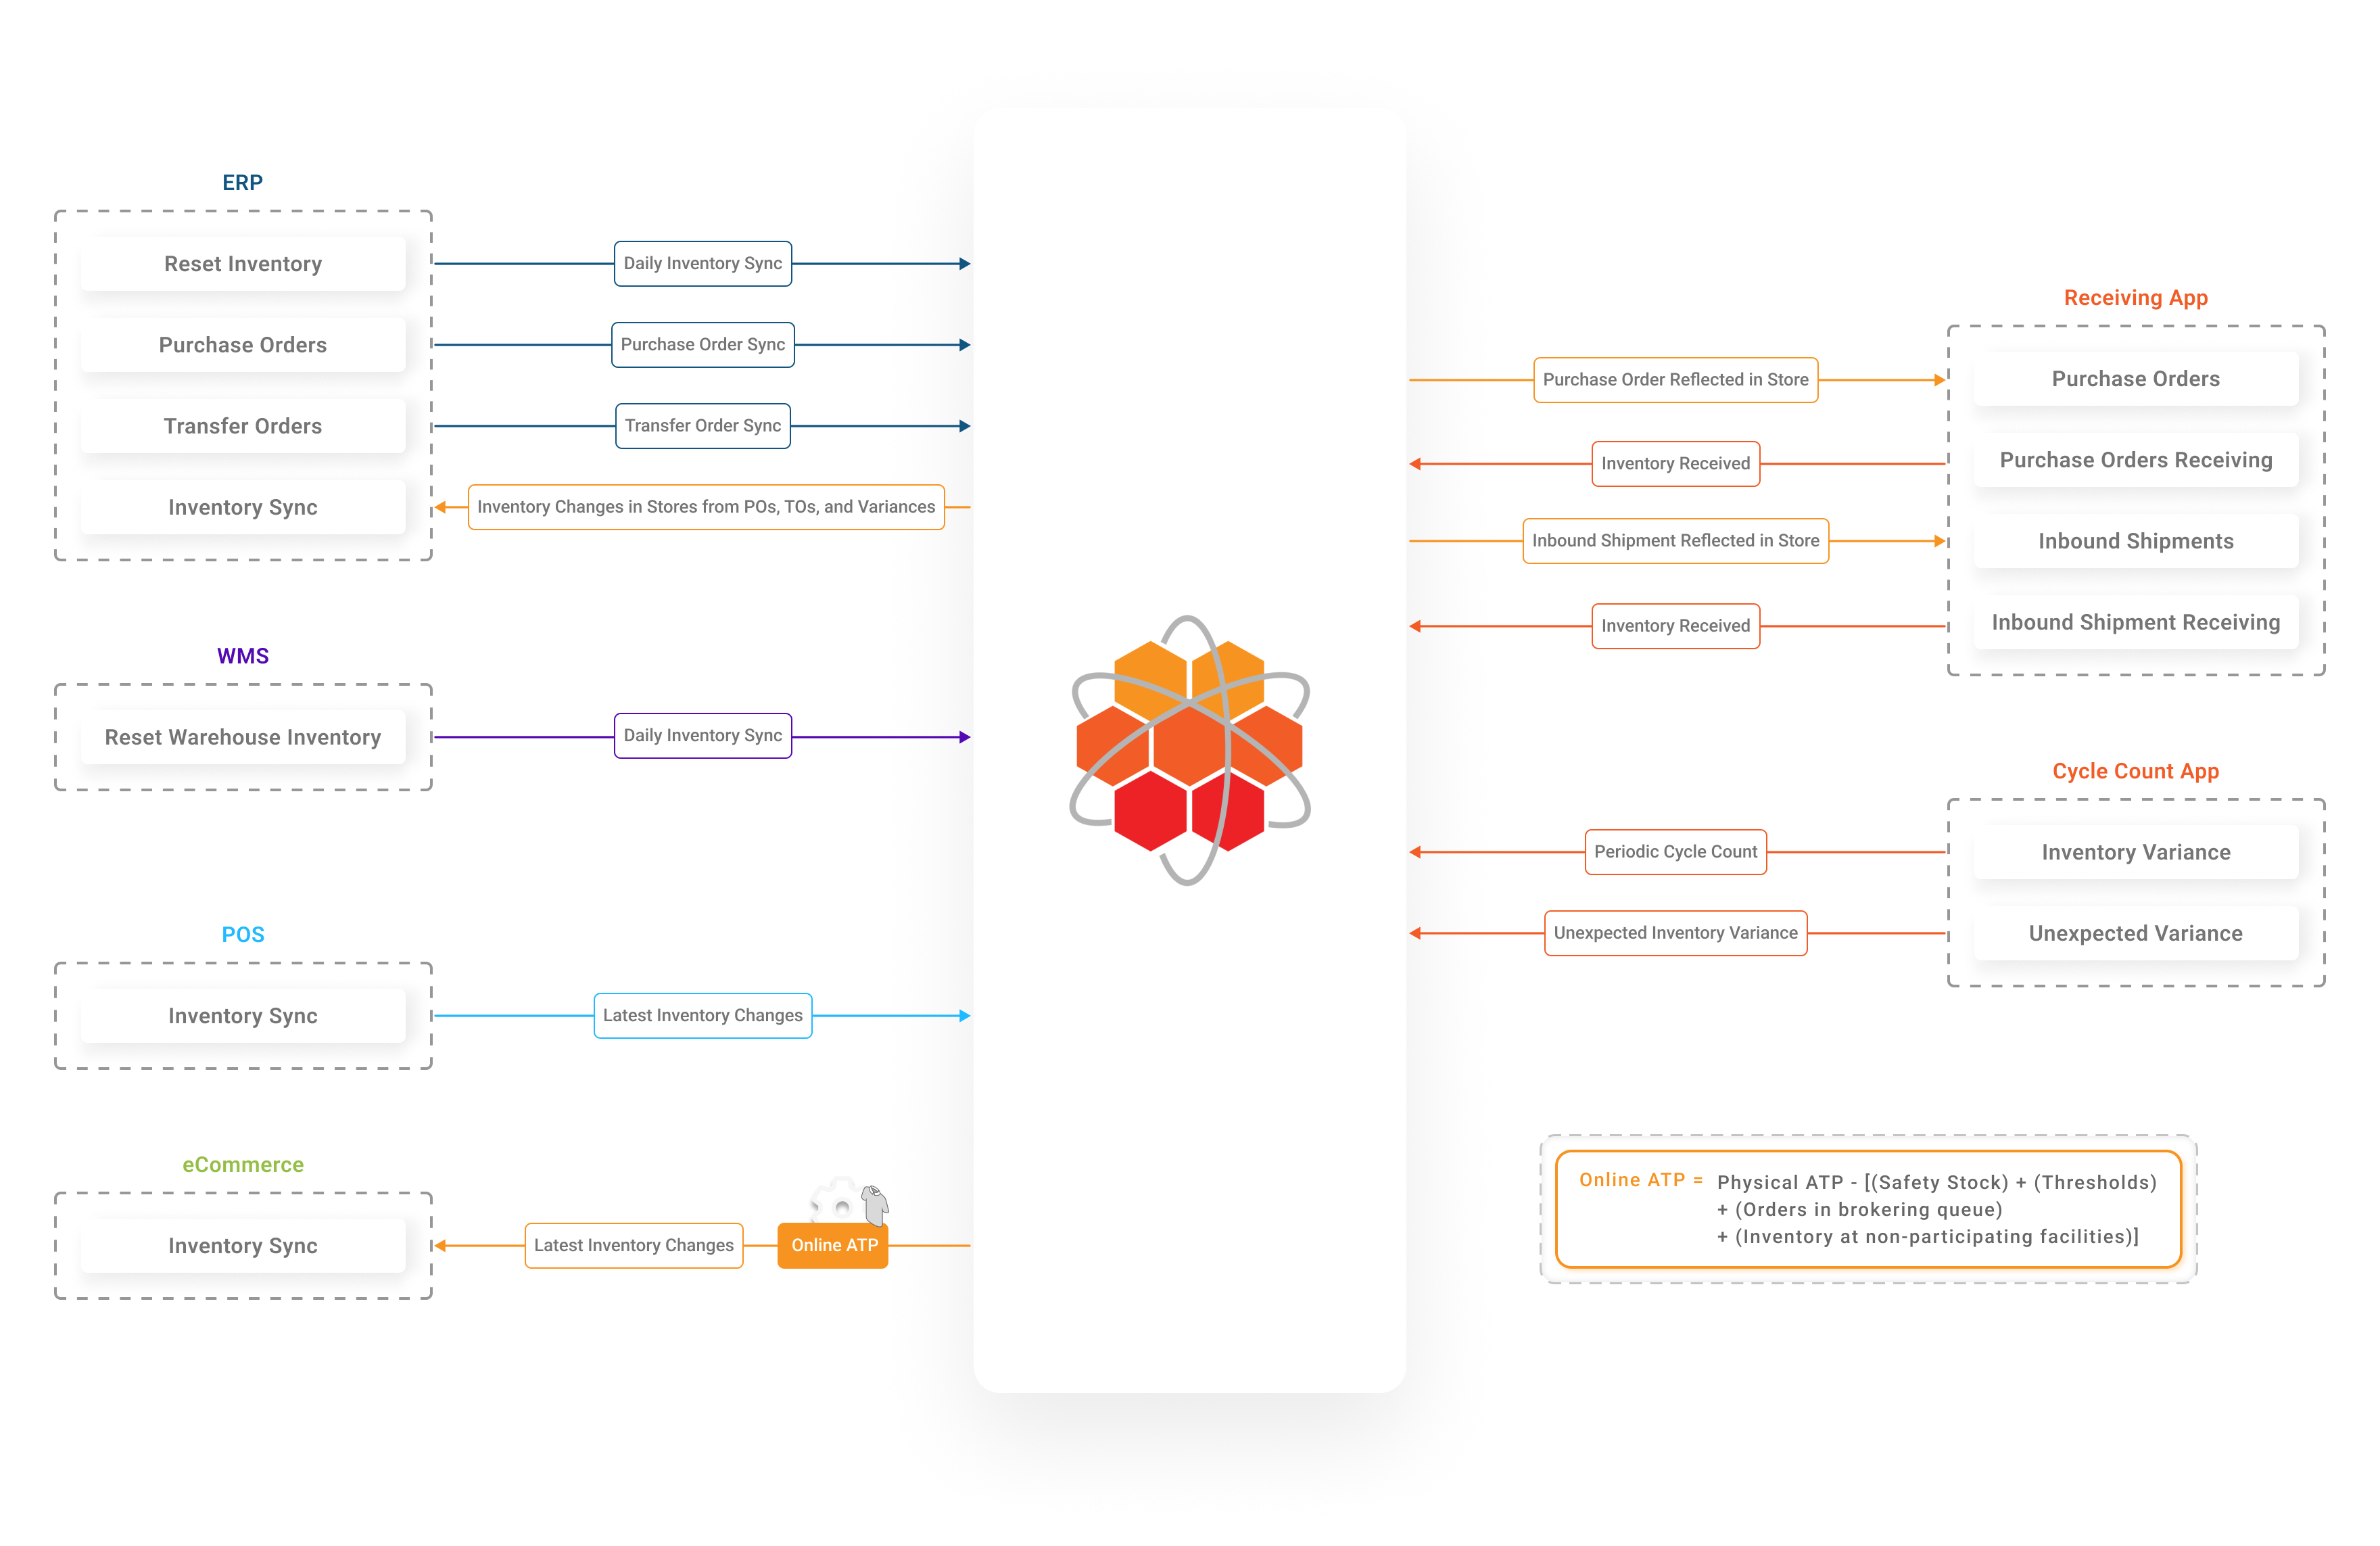 ERP
Reset Inventory
Daily Inventory Sync
Purchase Orders
Purchase Order Sync
Transfer Orders
Transfer Order Sync
Inventory Sync
Inventory Changes in Stores from POs, TOs, and Variances
WMS
Reset Warehouse Inventory
Daily Inventory Sync
POS
Inventory Sync
Latest Inventory Changes
eCommerce
Inventory Sync
Latest Inventory Changes
Online ATP
Receiving App
Purchase Order Reflected in Store
Purchase Orders
Inventory Received
Purchase Orders Receiving
Inbound Shipment Reflected in Store
Inbound Shipments
Inventory Received
Inbound Shipment Receiving
Cycle Count App
Periodic Cycle Count
Inventory Variance
Unexpected Inventory Variance
Unexpected Variance
Online ATP = Physical ATP - [(Safety Stock) + (Thresholds)
+ (Orders in brokering queue)
+ (Inventory at non-participating facilities)]